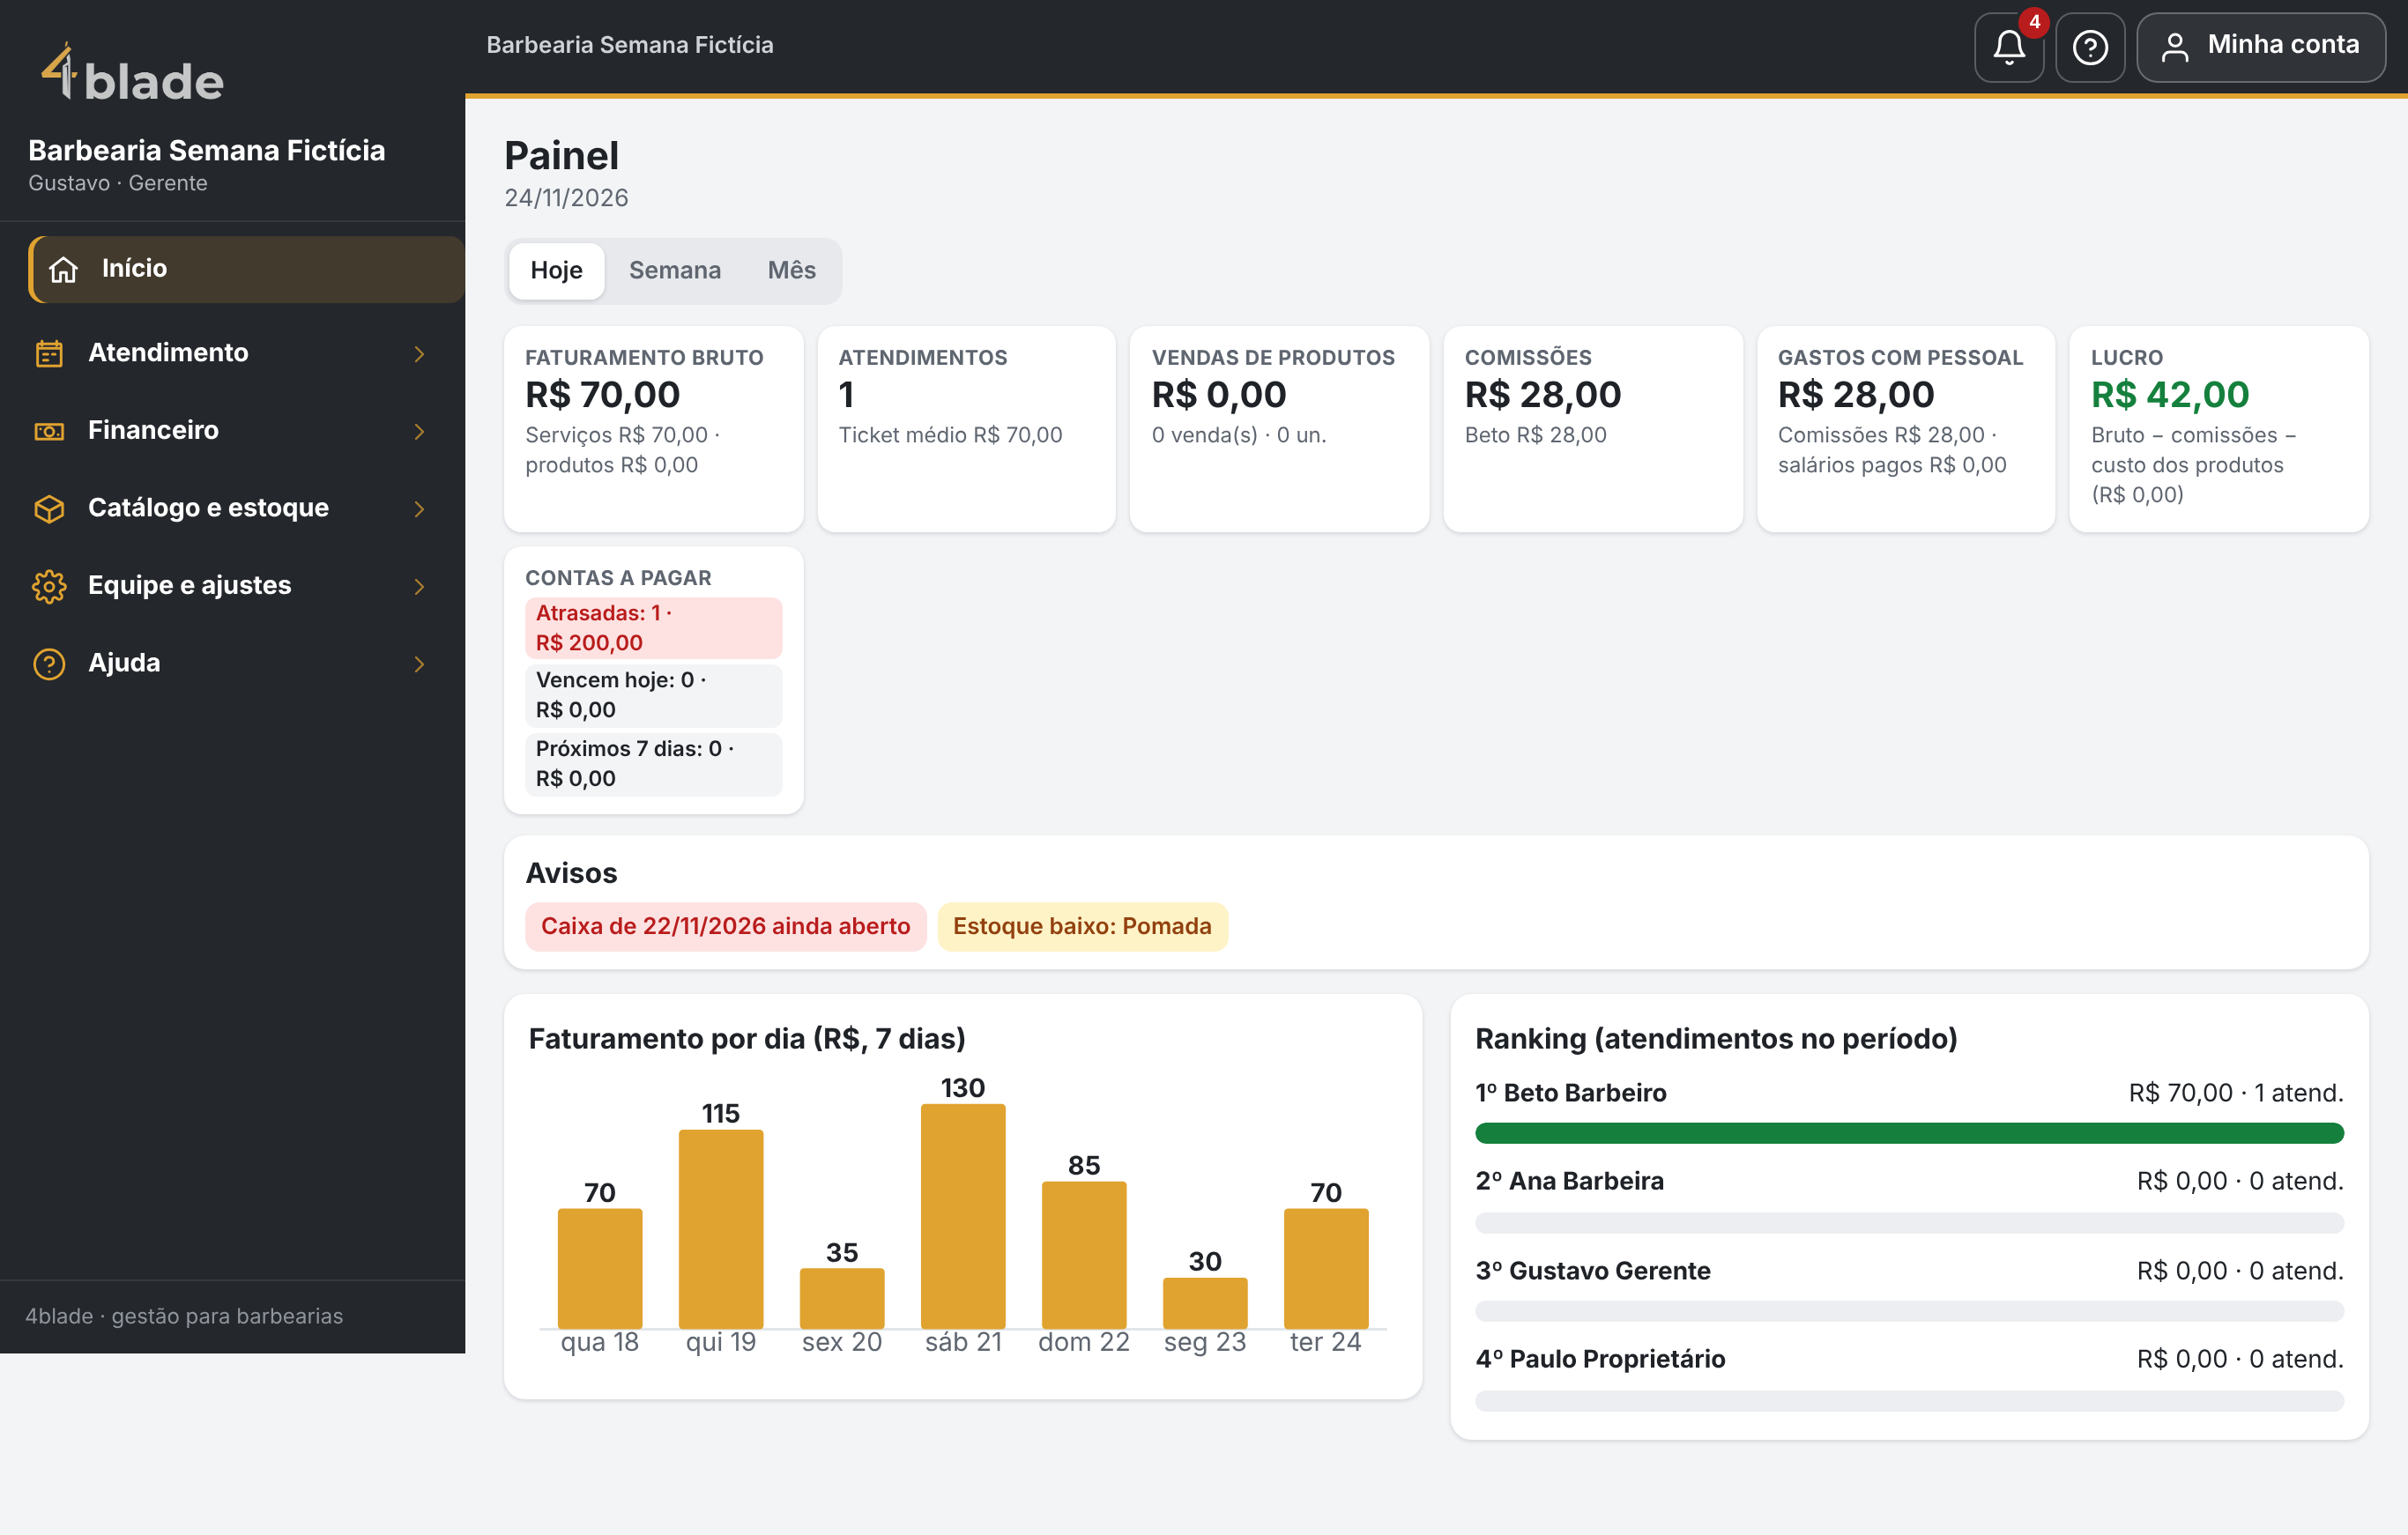 4blade
Barbearia Semana Fictícia
Gustavo · Gerente
Início
Atendimento
Financeiro
Catálogo e estoque
Equipe e ajustes
Ajuda
4blade · gestão para barbearias
Barbearia Semana Fictícia
4
Minha conta
Painel
24/11/2026
Hoje
Semana
Mês
FATURAMENTO BRUTO
R$ 70,00
Serviços R$ 70,00 ·
produtos R$ 0,00
ATENDIMENTOS
1
Ticket médio R$ 70,00
VENDAS DE PRODUTOS
R$ 0,00
0 venda(s) · 0 un.
COMISSÕES
R$ 28,00
Beto R$ 28,00
GASTOS COM PESSOAL
R$ 28,00
Comissões R$ 28,00 ·
salários pagos R$ 0,00
LUCRO
R$ 42,00
Bruto − comissões −
custo dos produtos
(R$ 0,00)
CONTAS A PAGAR
Atrasadas: 1 ·
R$ 200,00
Vencem hoje: 0 ·
R$ 0,00
Próximos 7 dias: 0 ·
R$ 0,00
Avisos
Caixa de 22/11/2026 ainda aberto
Estoque baixo: Pomada
Faturamento por dia (R$, 7 dias)
70
115
35
130
85
30
70
qua 18
qui 19
sex 20
sáb 21
dom 22
seg 23
ter 24
Ranking (atendimentos no período)
1º Beto Barbeiro
R$ 70,00 · 1 atend.
2º Ana Barbeira
R$ 0,00 · 0 atend.
3º Gustavo Gerente
R$ 0,00 · 0 atend.
4º Paulo Proprietário
R$ 0,00 · 0 atend.